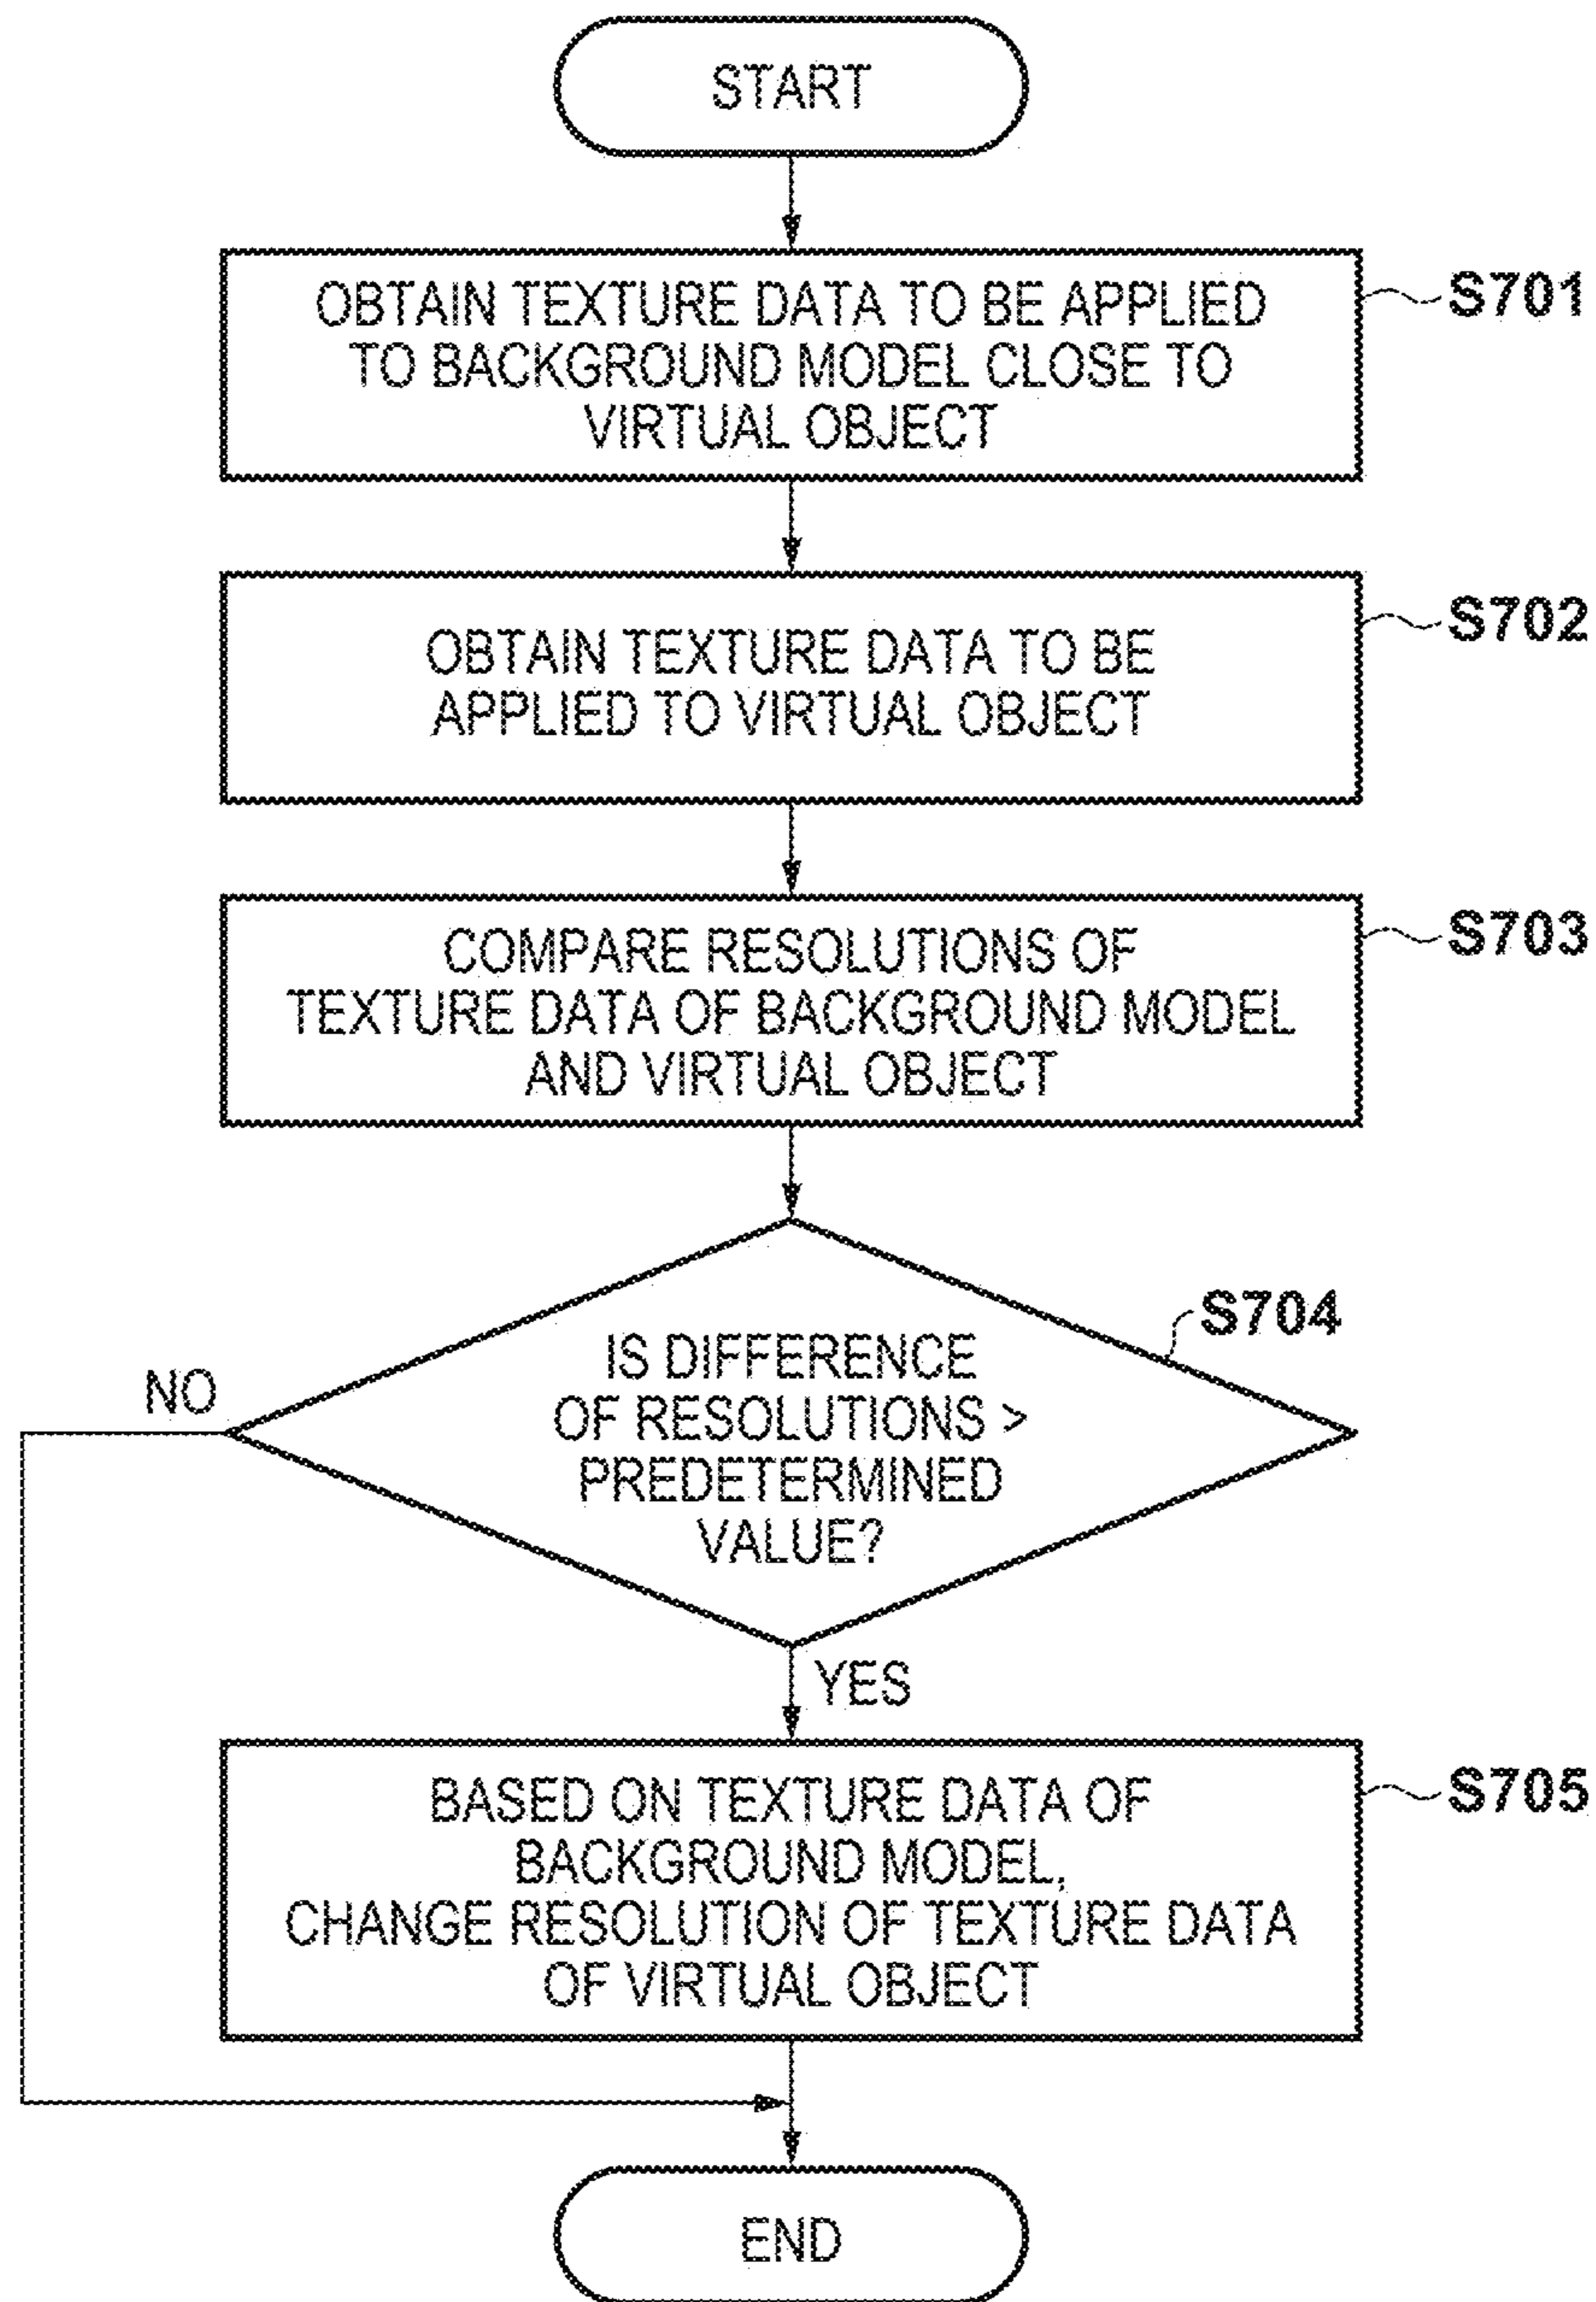 START
OBTAIN TEXTURE DATA TO BE APPLIED
TO BACKGROUND MODEL CLOSE TO
VIRTUAL OBJECT
S701
OBTAIN TEXTURE DATA TO BE
APPLIED TO VIRTUAL OBJECT
S702
COMPARE RESOLUTIONS OF
TEXTURE DATA OF BACKGROUND MODEL
AND VIRTUAL OBJECT
S703
IS DIFFERENCE
OF RESOLUTIONS >
PREDETERMINED
VALUE?
S704
NO
YES
BASED ON TEXTURE DATA OF
BACKGROUND MODEL,
CHANGE RESOLUTION OF TEXTURE DATA
OF VIRTUAL OBJECT
S705
END